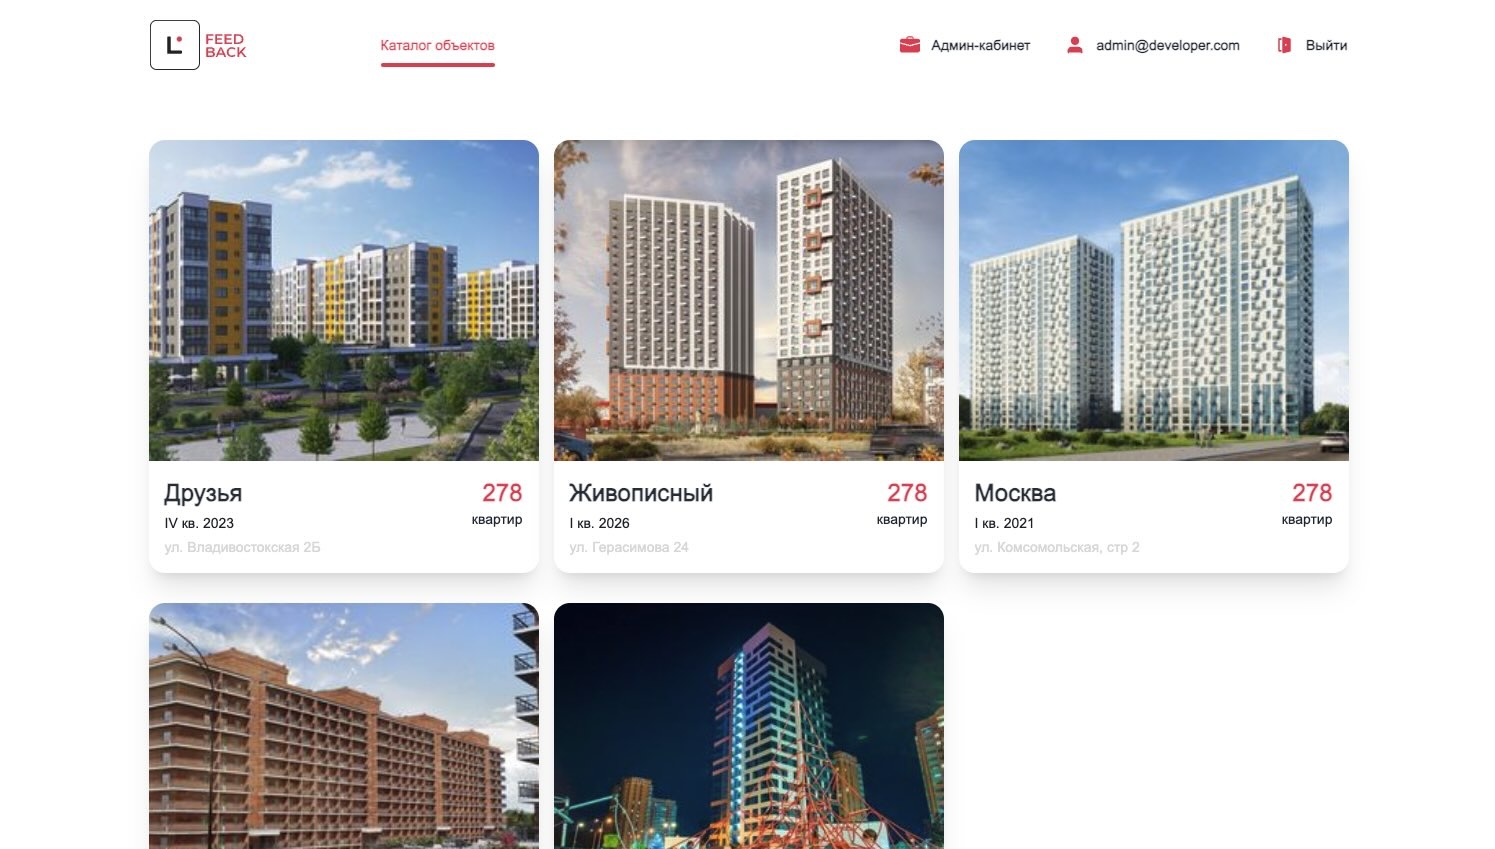 L
FEED
BACK
Каталог объектов
Админ-кабинет
admin@developer.com
Выйти
Друзья
278
IV кв. 2023
квартир
ул. Владивостокская 2Б
Живописный
278
I кв. 2026
квартир
ул. Герасимова 24
Москва
278
I кв. 2021
квартир
ул. Комсомольская, стр 2